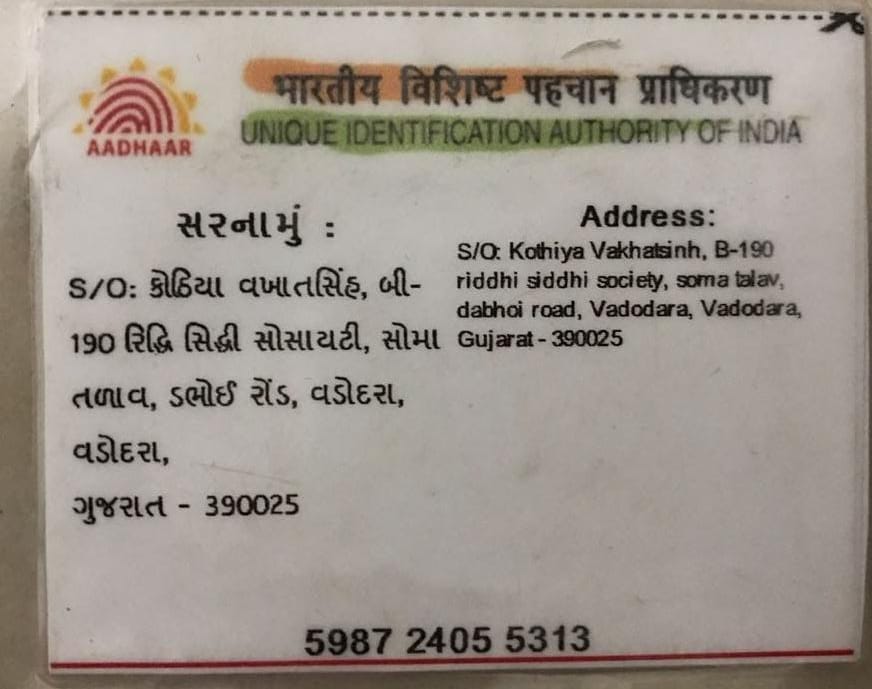 भारतीय विशिष्ट पहचान प्राधिकरण
UNIQUE IDENTIFICATION AUTHORITY OF INDIA
AADHAAR
સરનામું :
S/O: કોઠિયા વખાતસિંહ, બી-
190 રિદ્ધિ સિદ્ધી સોસાયટી, સોમા
તળાવ, ડભોઈ રોંડ, વડોદરા,
વડોદરા,
ગુજરાત - 390025
Address:
S/O: Kothiya Vakhatsinh, B-190
riddhi siddhi society, soma talav,
dabhoi road, Vadodara, Vadodara,
Gujarat - 390025
5987 2405 5313